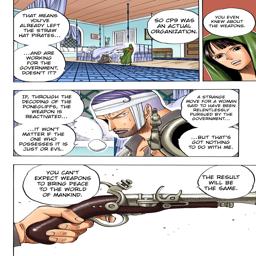 THAT MEANS
YOU'VE
ALREADY LEFT
THE STRAW
HAT PIRATES...
...AND ARE
WORKING
FOR THE
GOVERNMENT,
DOESN'T IT?
SO CP9 WAS
AN ACTUAL
ORGANIZATION.
YOU EVEN
KNEW ABOUT
THE WEAPONS.
IF, THROUGH
THE DECODING
OF THE
PONEGLYPHS,
THE WEAPON IS
REACTIVATED...
...IT WON'T
MATTER IF THE
ONE WHO
POSSESSES IT IS
JUST OR EVIL.
A STRANGE
MOVE FOR A WOMAN
SAID TO HAVE BEEN
RELENTLESSLY
PURSUED BY THE
GOVERNMENT...
...BUT THAT'S
GOT NOTHING
TO DO WITH ME.
YOU CAN'T
EXPECT WEAPONS
TO BRING PEACE
TO THE WORLD
OF MANKIND.
THE RESULT
WILL BE
THE SAME.